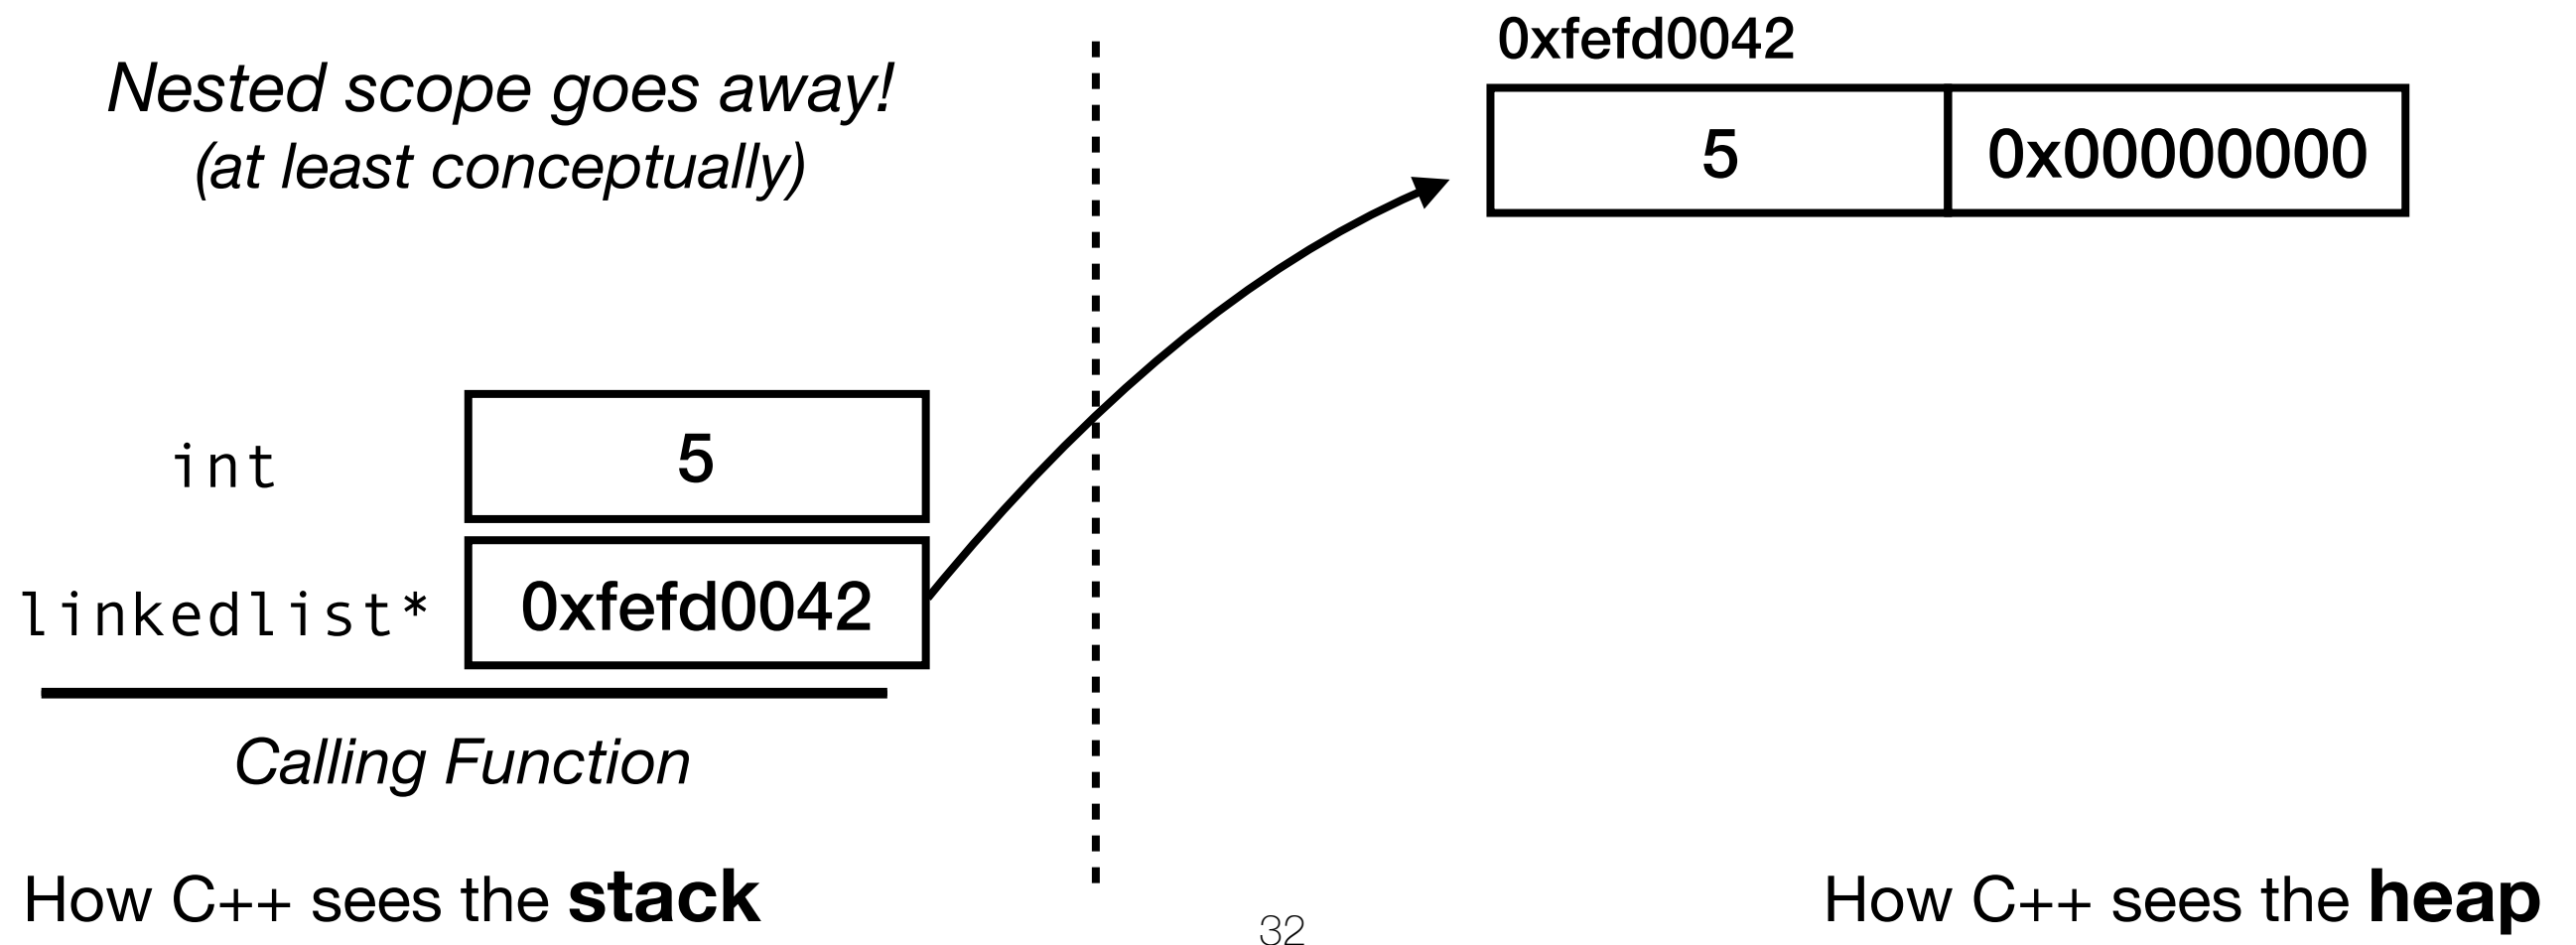 Nested scope goes away!
(at least conceptually)
0xfefd0042
5 0x00000000
int 5
linkedlist* 0xfefd0042
Calling Function
How C++ sees the stack
How C++ sees the heap
32